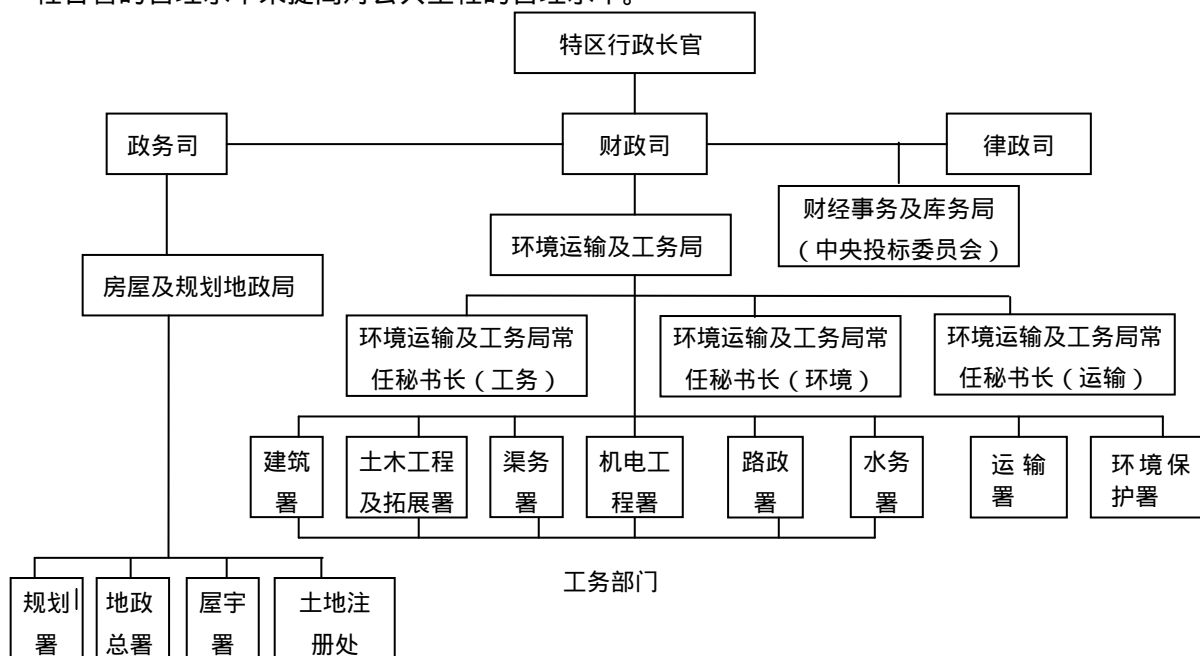 特区行政长官
政务司
财政司
律政司
财经事务及库务局
（中央投标委员会）
环境运输及工务局
房屋及规划地政局
环境运输及工务局常
任秘书长（工务）
环境运输及工务局常
任秘书长（环境）
环境运输及工务局常
任秘书长（运输）
建筑
署
土木工程
及拓展署
渠务
署
机电工
程署
路政
署
水务
署
运输
署
环境保
护署
工务部门
规划
署
地政
总署
屋宇
署
土地注
册处